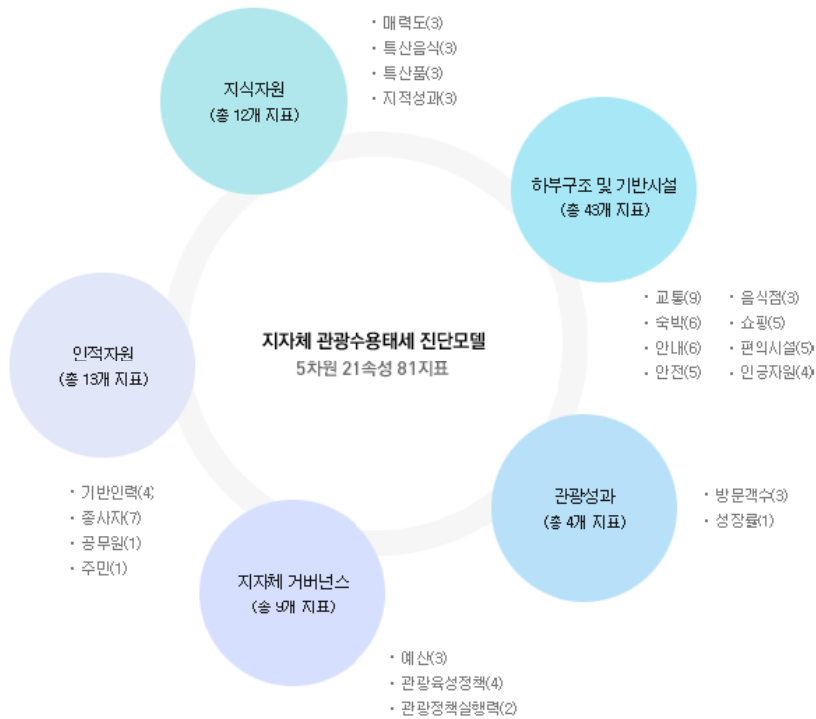 지식자원
(총 12개 지표)
· 매력도(3)
· 특산음식(3)
· 특산품(3)
· 지적성과(3)
하부구조 및 기반시설
(총 43개 지표)
· 교통(9)
· 음식점(3)
· 숙박(6)
· 쇼핑(5)
· 안내(6)
· 편의시설(5)
· 안전(5)
· 인공자원(4)
지자체 관광수용태세 진단모델
5차원 21속성 81지표
인적자원
(총 13개 지표)
· 기반인력(4)
· 종사자(7)
· 공무원(1)
· 주민(1)
관광성과
(총 4개 지표)
· 방문객수(3)
· 성장률(1)
지자체 거버넌스
(총 9개 지표)
· 예산(3)
· 관광육성정책(4)
· 관광정책실행력(2)